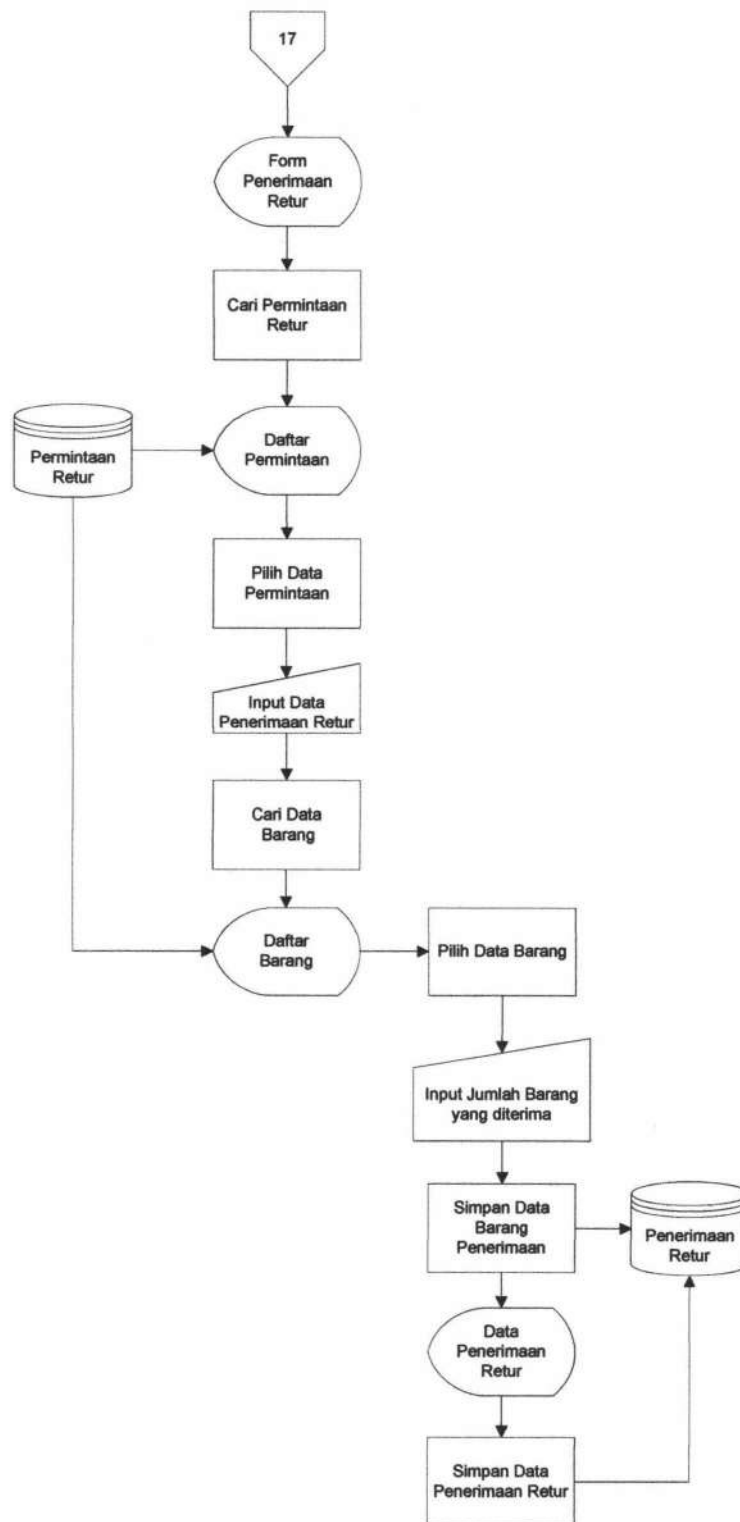 17
Form
Penerimaan
Retur
Cari Permintaan
Retur
Permintaan
Retur
Daftar
Permintaan
Pilih Data
Permintaan
Input Data
Penerimaan Retur
Cari Data
Barang
Daftar
Barang
Pilih Data Barang
Input Jumlah Barang
yang diterima
Simpan Data
Barang
Penerimaan
Penerimaan
Retur
Data
Penerimaan
Retur
Simpan Data
Penerimaan Retur